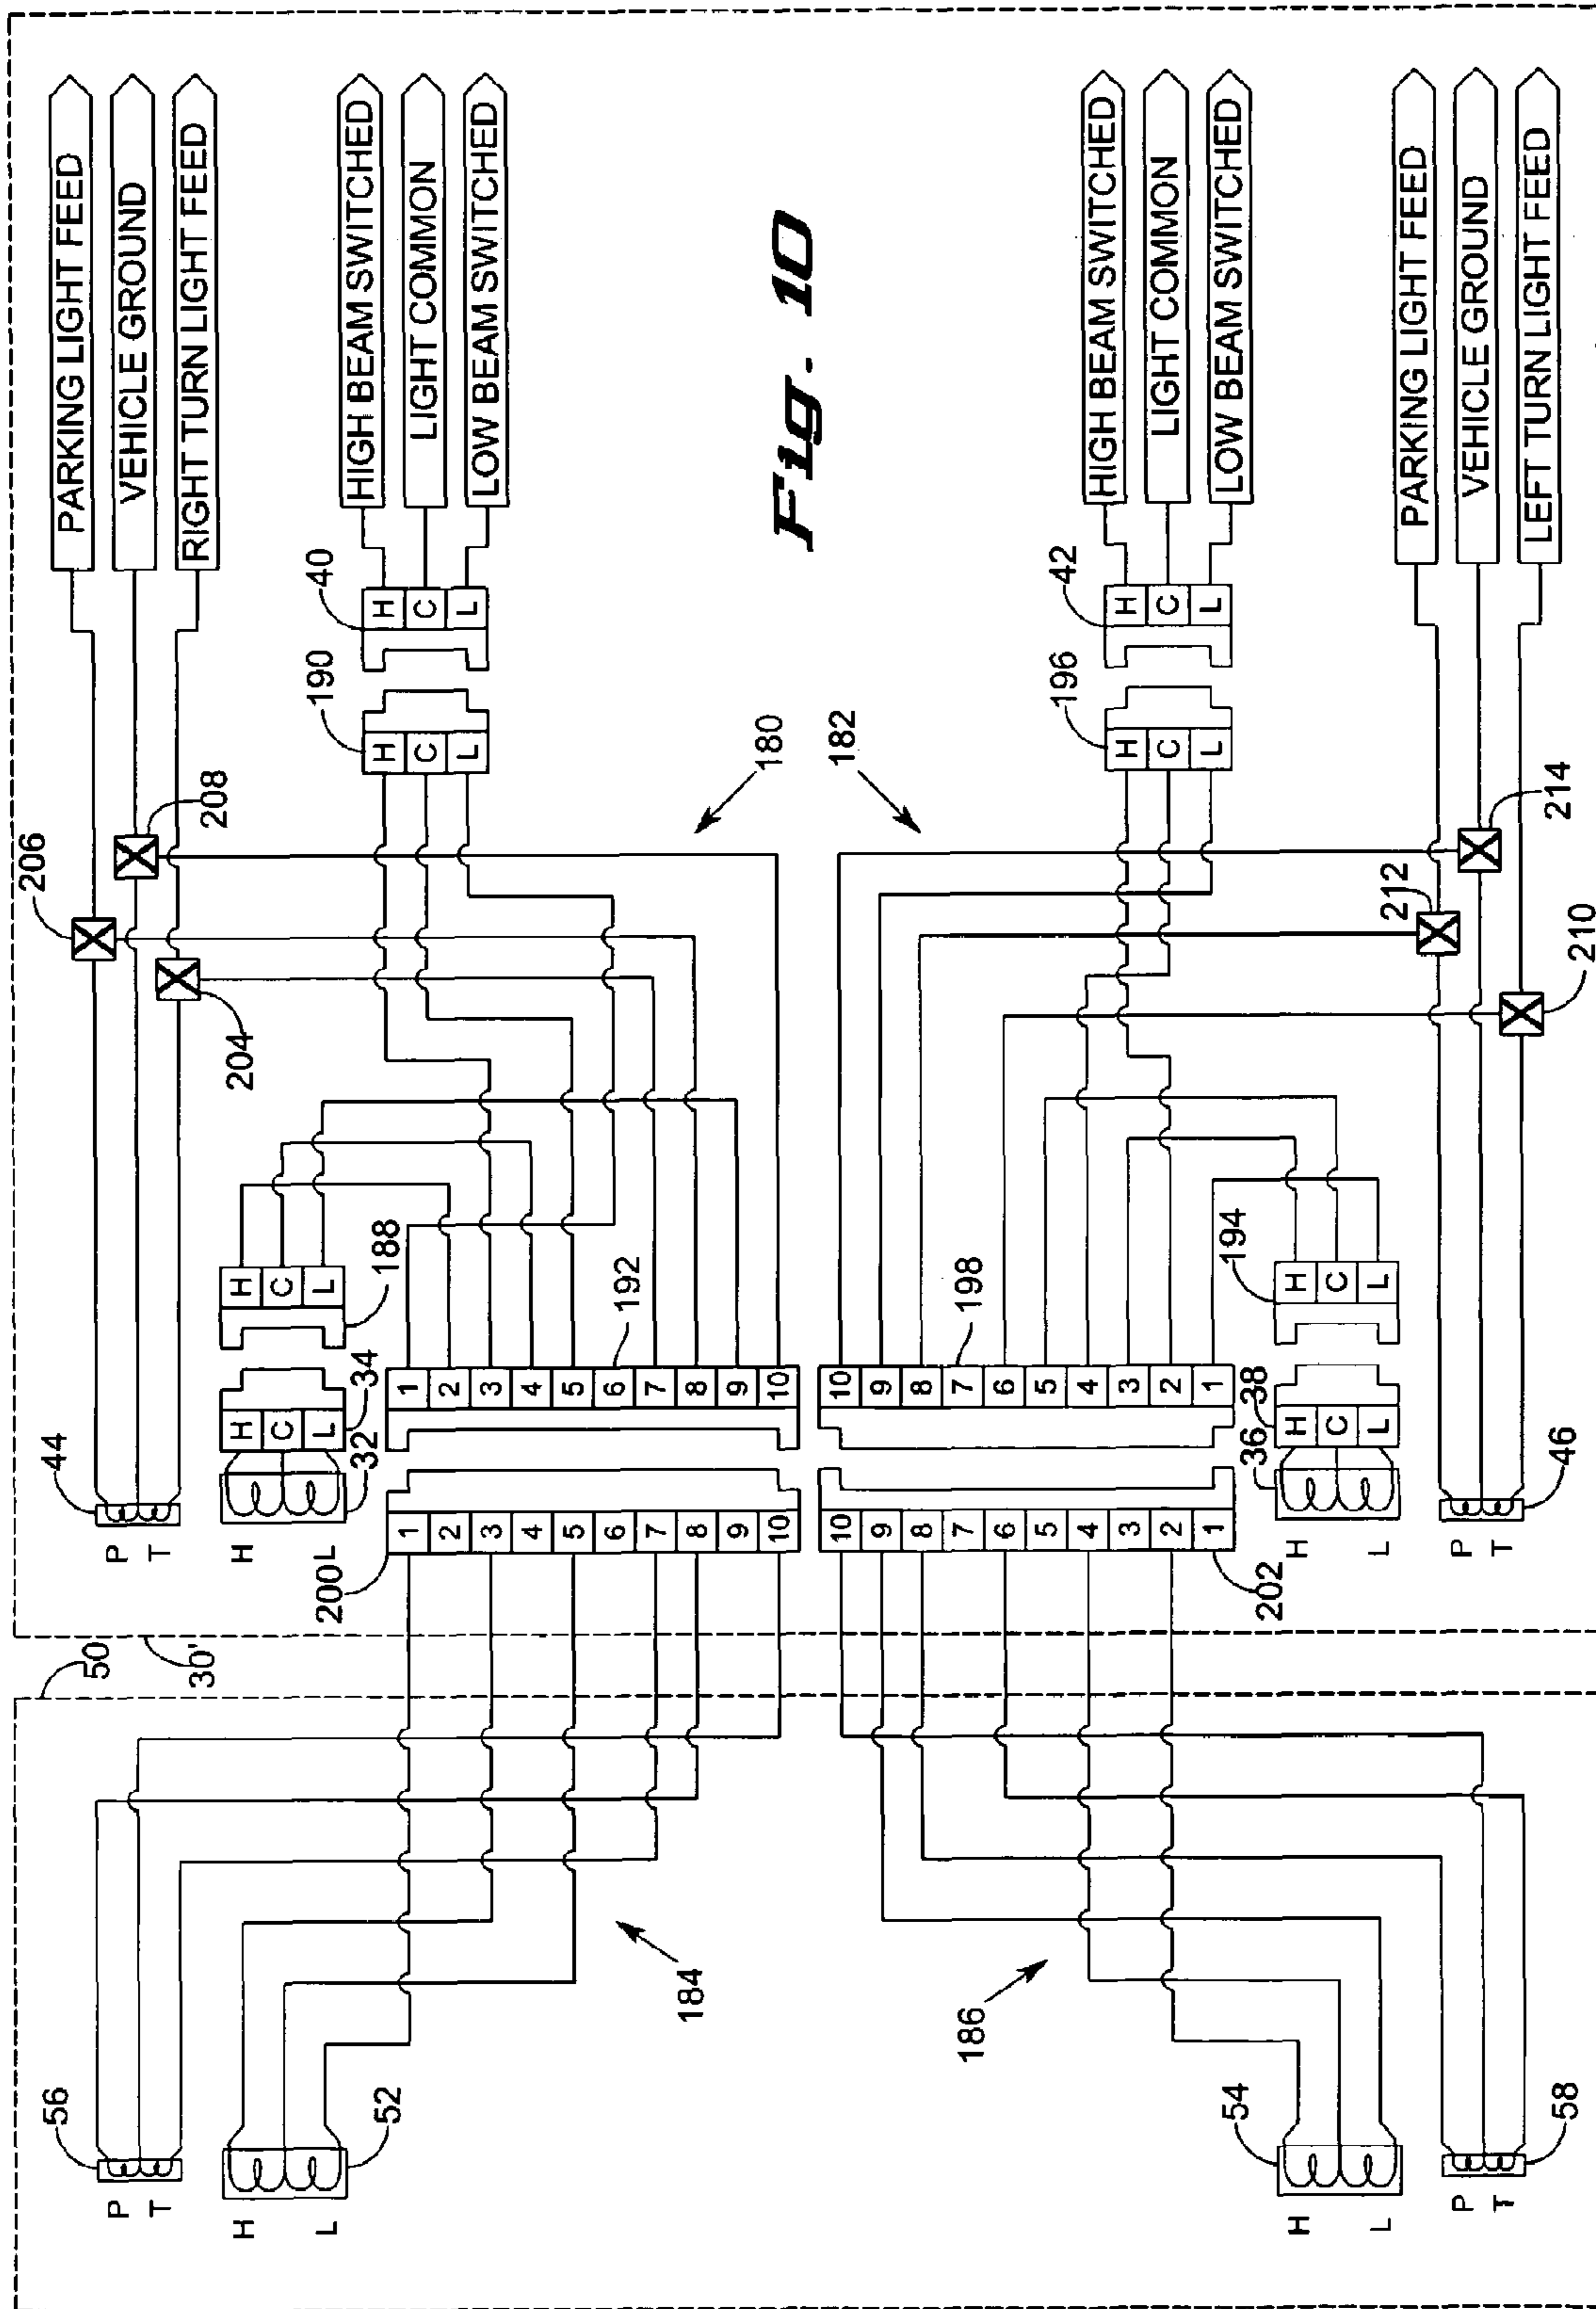 Fig. 10
PARKING LIGHT FEED
VEHICLE GROUND
RIGHT TURN LIGHT FEED
HIGH BEAM SWITCHED
LIGHT COMMON
LOW BEAM SWITCHED
HIGH BEAM SWITCHED
LIGHT COMMON
LOW BEAM SWITCHED
PARKING LIGHT FEED
VEHICLE GROUND
LEFT TURN LIGHT FEED
40
H
C
L
42
H
C
L
190
H
C
L
196
H
C
L
180
182
206
208
204
212
214
210
188
H
C
L
194
H
C
L
192
1
2
3
4
5
6
7
8
9
10
198
10
9
8
7
6
5
4
3
2
1
44
P
T
34
H
C
L
32
H
L
38
H
C
L
36
H
L
46
P
T
200
1
2
3
4
5
6
7
8
9
10
202
10
9
8
7
6
5
4
3
2
1
50
30'
184
186
56
P
T
52
H
L
54
H
L
58
P
T